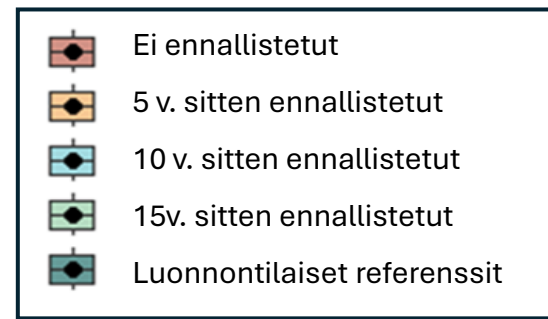 Ei ennallistetut
5 v. sitten ennallistetut
10 v. sitten ennallistetut
15v. sitten ennallistetut
Luonnontilaiset referenssit